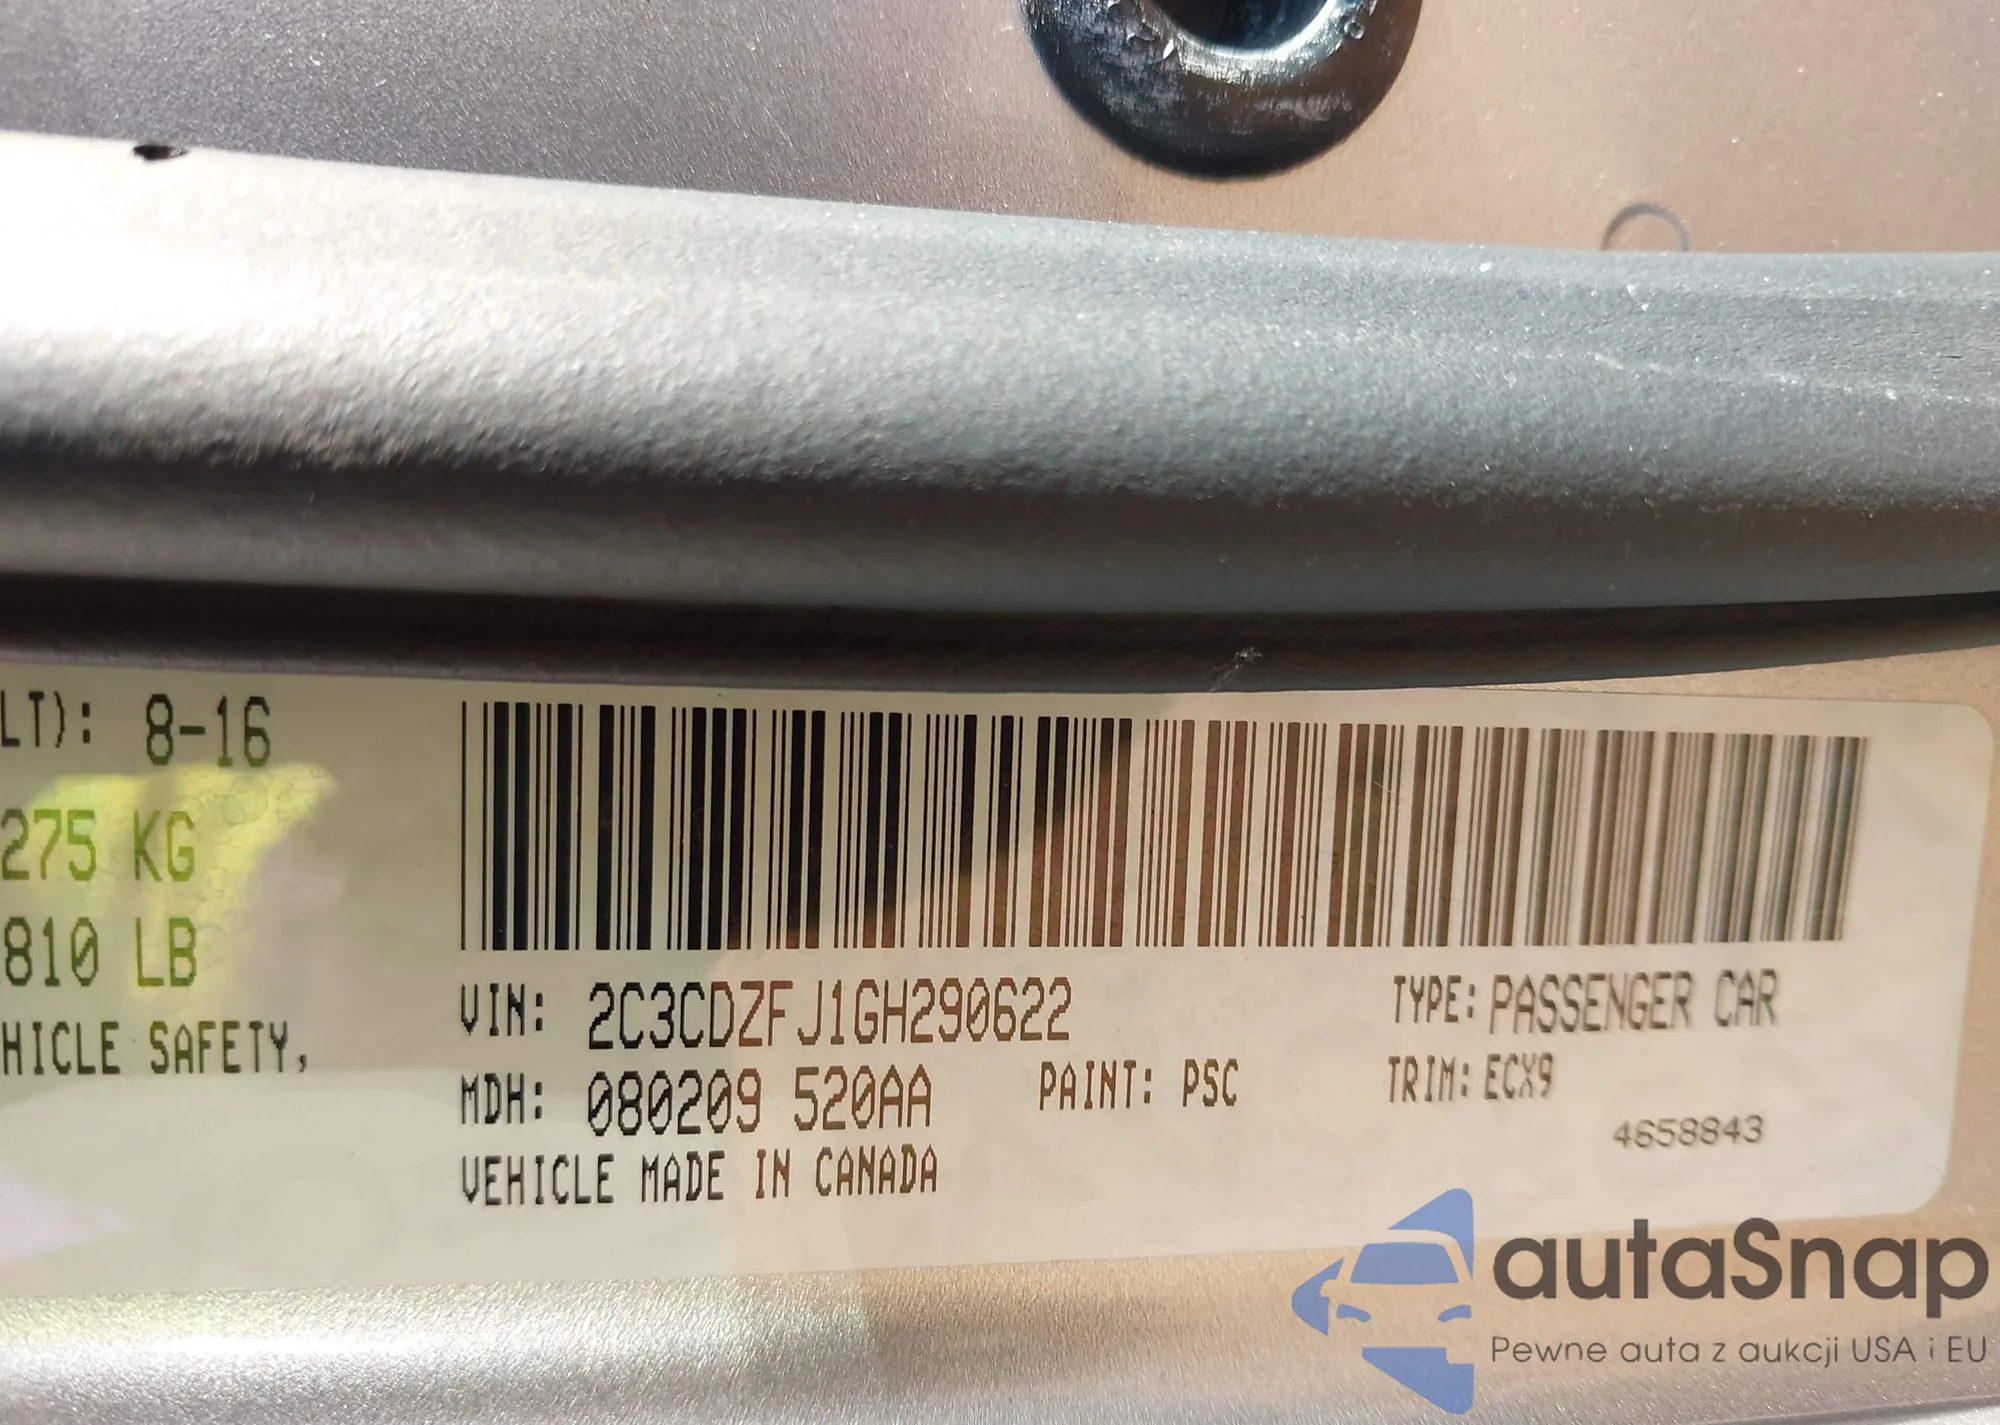 LT): 8-16
275 KG
810 LB
HICLE SAFETY,
VIN: 2C3CDZFJ1GH290622
TYPE: PASSENGER CAR
MDH: 080209 520AA
PAINT: PSC
TRIM: ECX9
4658843
VEHICLE MADE IN CANADA
autaSnap
Pewne auta z aukcji USA i EU